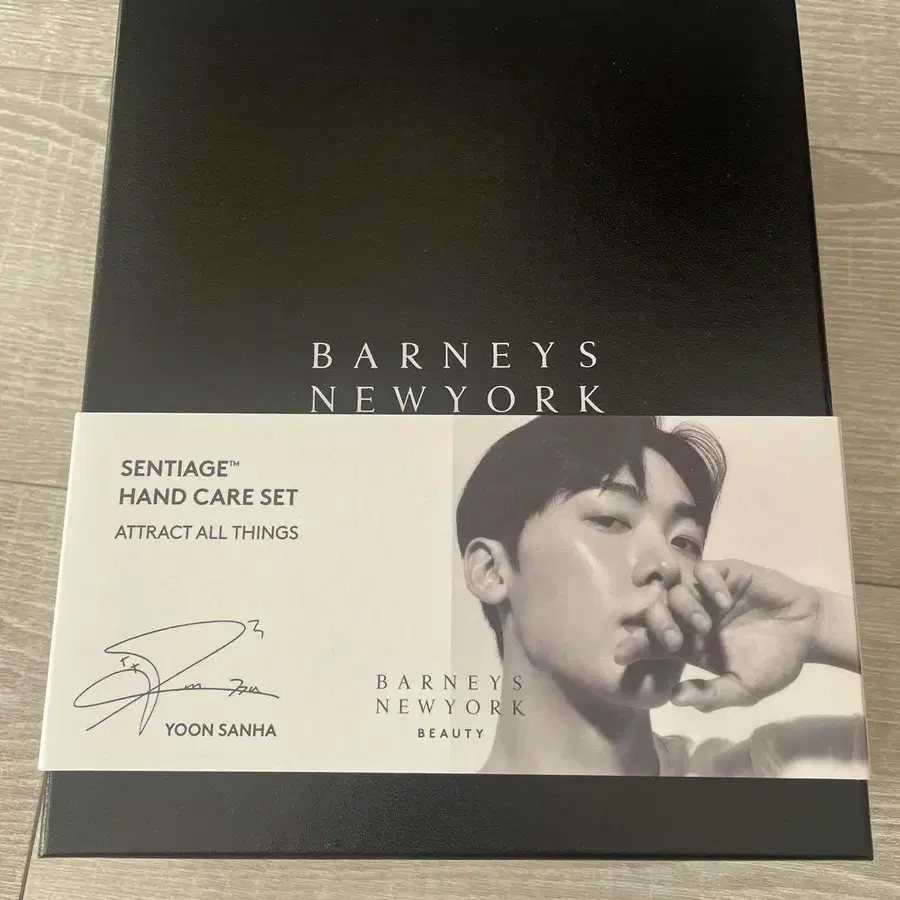 BARNEYS
NEWYORK
SENTIAGE™
HAND CARE SET
ATTRACT ALL THINGS
YOON SANHA
BARNEYS
NEWYORK
BEAUTY